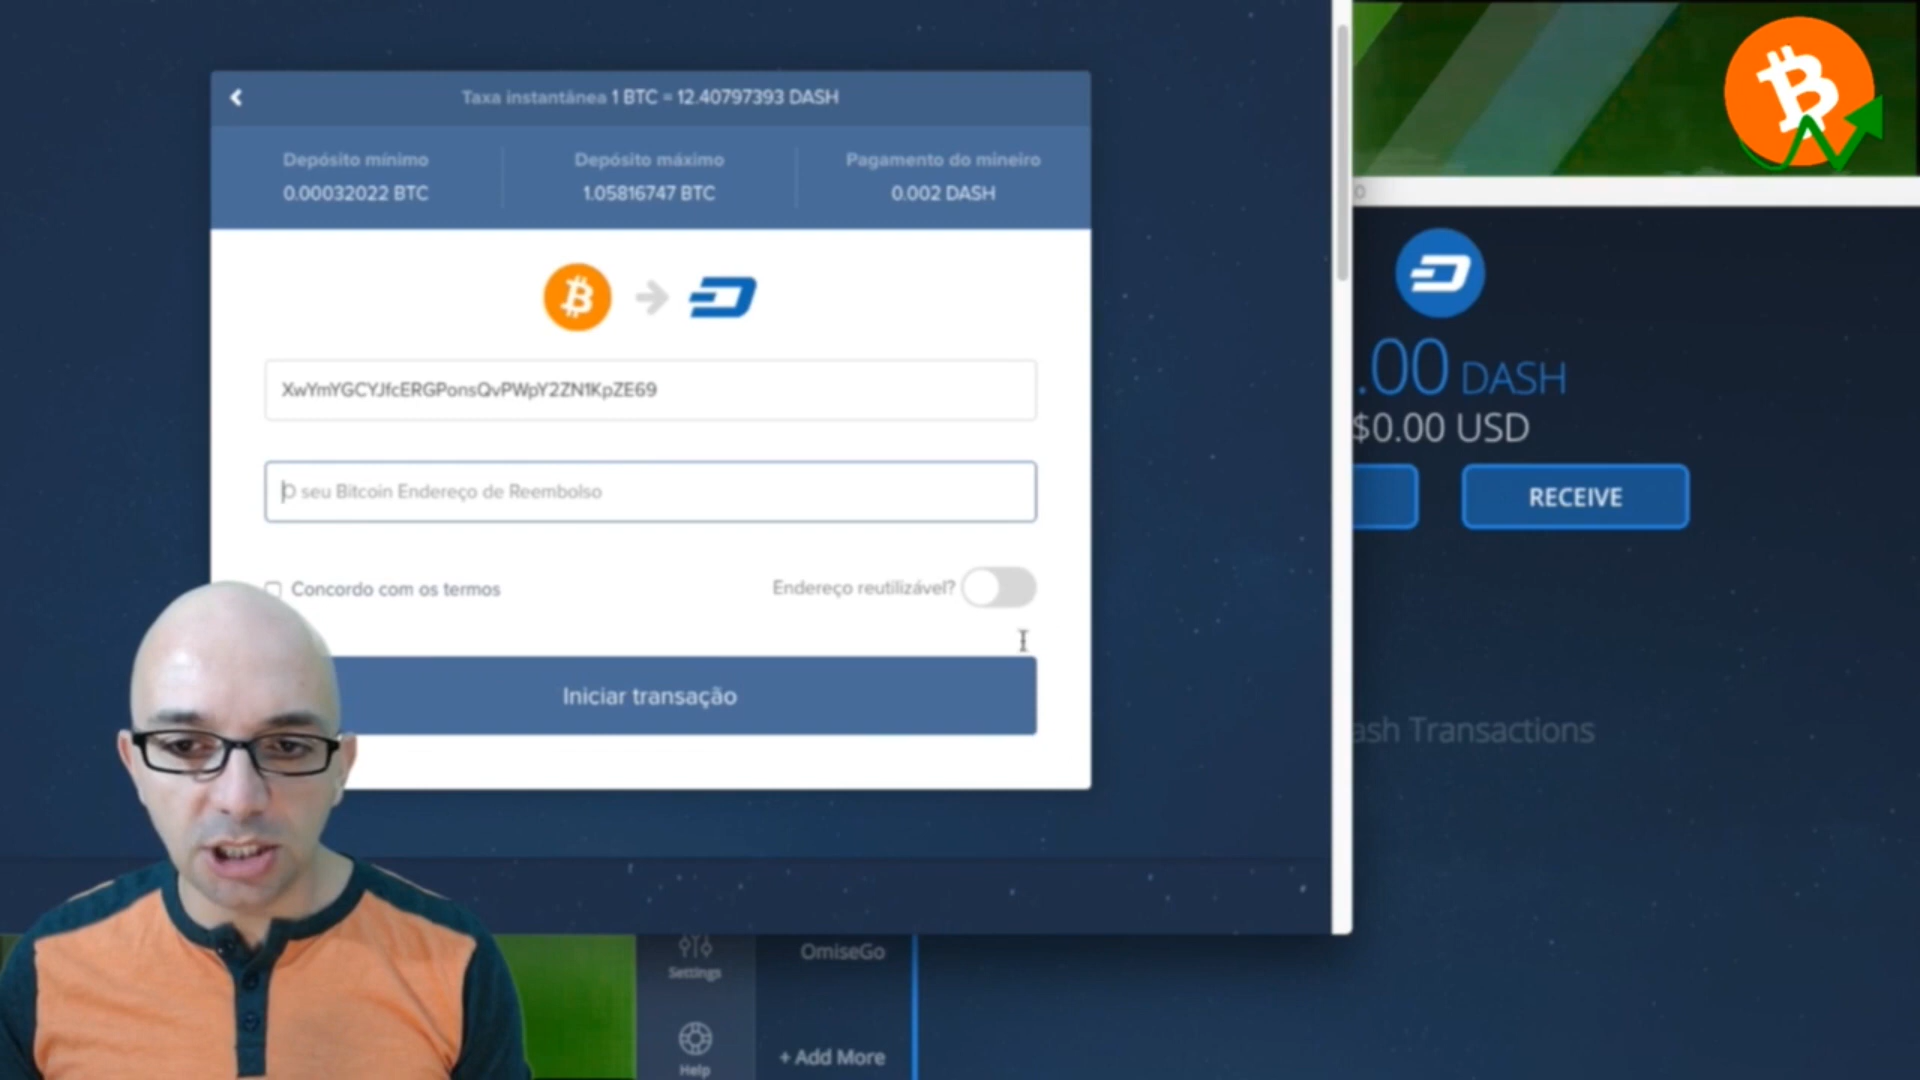 Taxa instantânea 1 BTC = 12.40797393 DASH
Depósito mínimo
0.00032022 BTC
Depósito máximo
1.05816747 BTC
Pagamento do mineiro
0.002 DASH
XwYmYGCYJfcERGPonsQvPWpY2ZN1KpZE69
O seu Bitcoin Endereço de Reembolso
Concordo com os termos
Endereço reutilizável?
Iniciar transação
0
.00 DASH
$0.00 USD
RECEIVE
ash Transactions
Settings
OmiseGo
Help
+ Add More